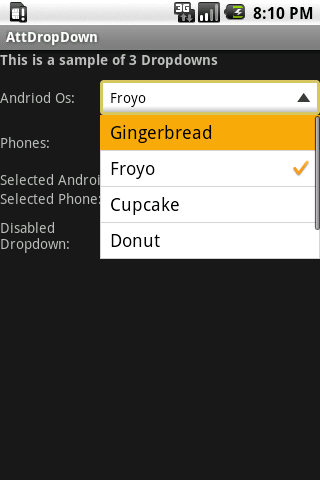 3G 8:10 PM
AttDropDown
This is a sample of 3 Dropdowns
Andriod Os: Froyo
Gingerbread
Phones:
Froyo
Selected Androi
Cupcake
Selected Phone:
Disabled
Dropdown:
Donut